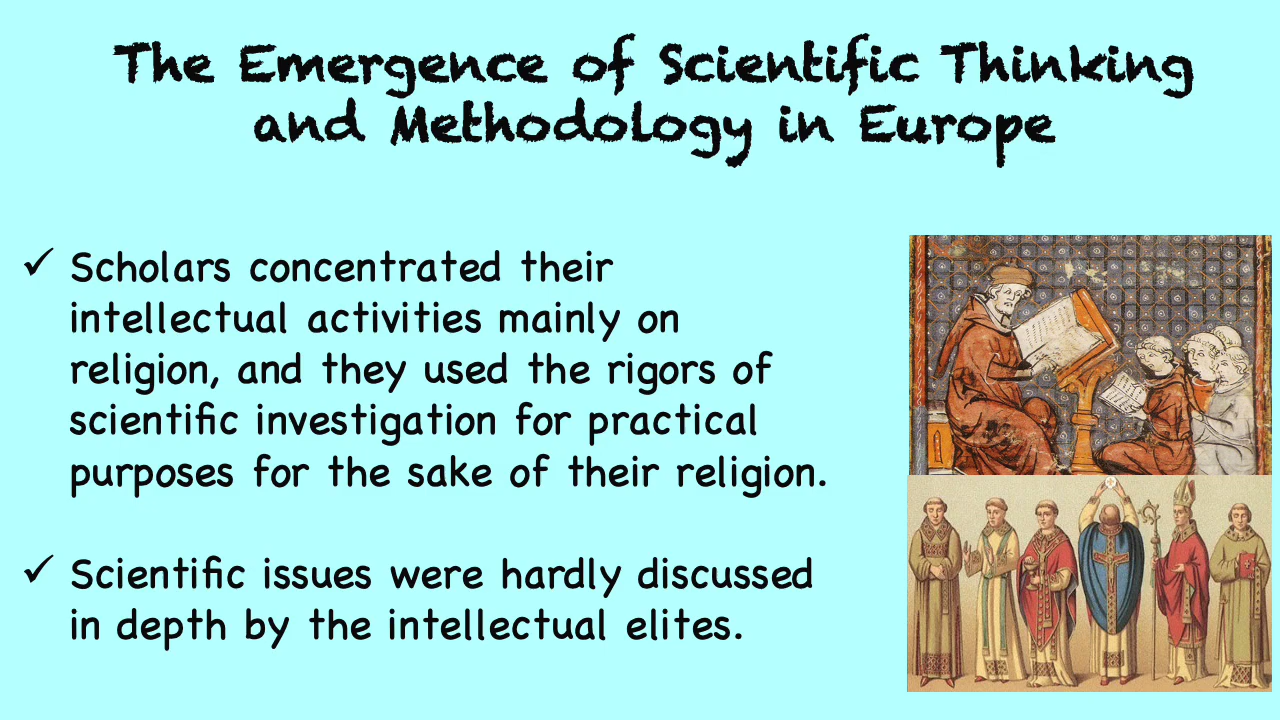 The Emergence of Scientific Thinking
and Methodology in Europe
✓ Scholars concentrated their
intellectual activities mainly on
religion, and they used the rigors of
scientific investigation for practical
purposes for the sake of their religion.
✓ Scientific issues were hardly discussed
in depth by the intellectual elites.